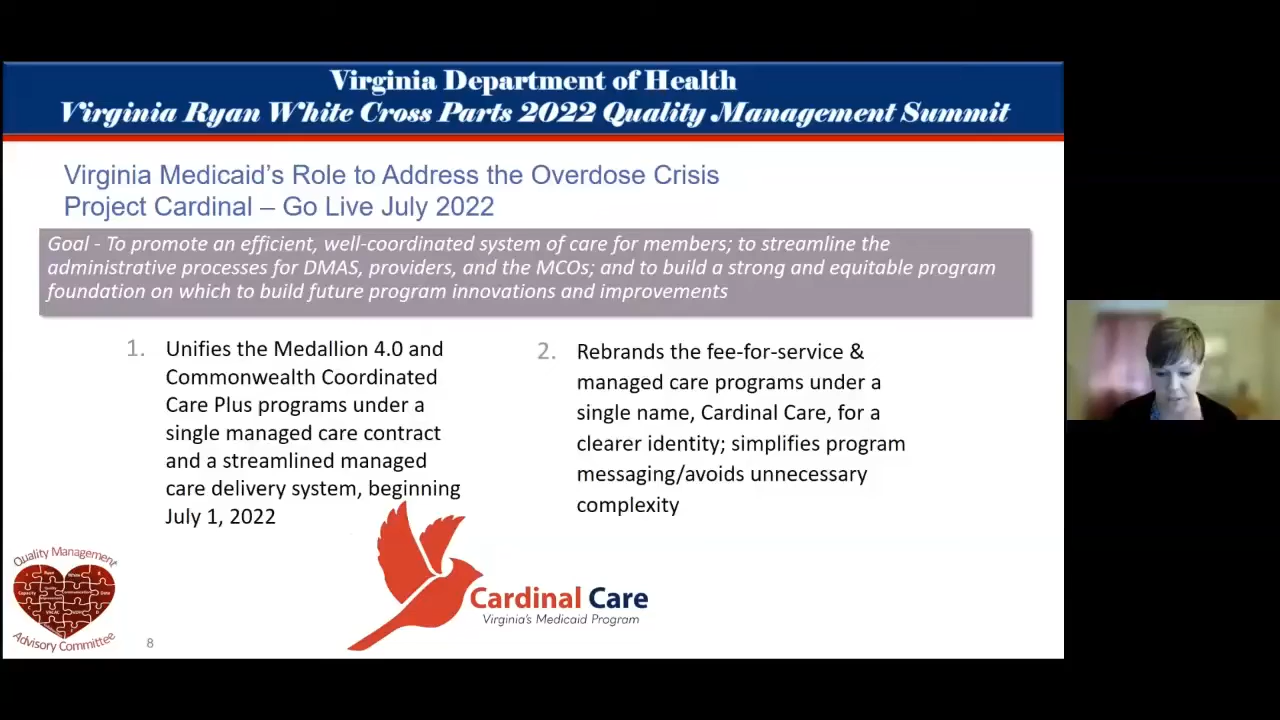 Virginia Department of Health
Virginia Ryan White Cross Parts 2022 Quality Management Summit
Virginia Medicaid's Role to Address the Overdose Crisis
Project Cardinal – Go Live July 2022
Goal - To promote an efficient, well-coordinated system of care for members; to streamline the
administrative processes for DMAS, providers, and the MCOs; and to build a strong and equitable program
foundation on which to build future program innovations and improvements
1. Unifies the Medallion 4.0 and
Commonwealth Coordinated
Care Plus programs under a
single managed care contract
and a streamlined managed
care delivery system, beginning
July 1, 2022
2. Rebrands the fee-for-service &
managed care programs under a
single name, Cardinal Care, for a
clearer identity; simplifies program
messaging/avoids unnecessary
complexity
Cardinal Care
Virginia's Medicaid Program
Quality Management
Advisory Committee
8